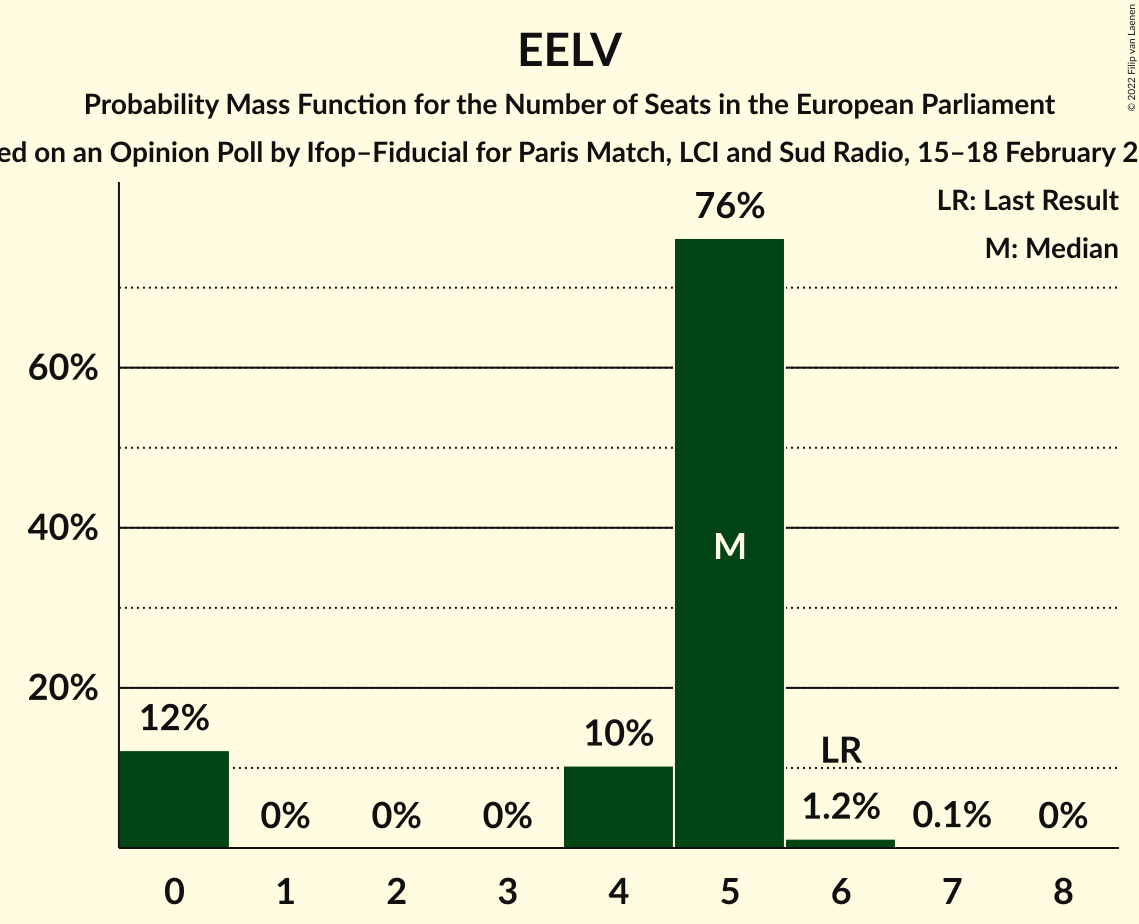 EELV
Probability Mass Function for the Number of Seats in the European Parliament
on an Opinion Poll by Ifop–Fiducial for Paris Match, LCI and Sud Radio, 15–18 February
© 2022 Filip van Laenen
LR: Last Result
M: Median
76%
60%
40%
M
20%
12%
10%
LR
0%
0%
0%
1.2%
0.1%
0%
0 1 2 3 4 5 6 7 8